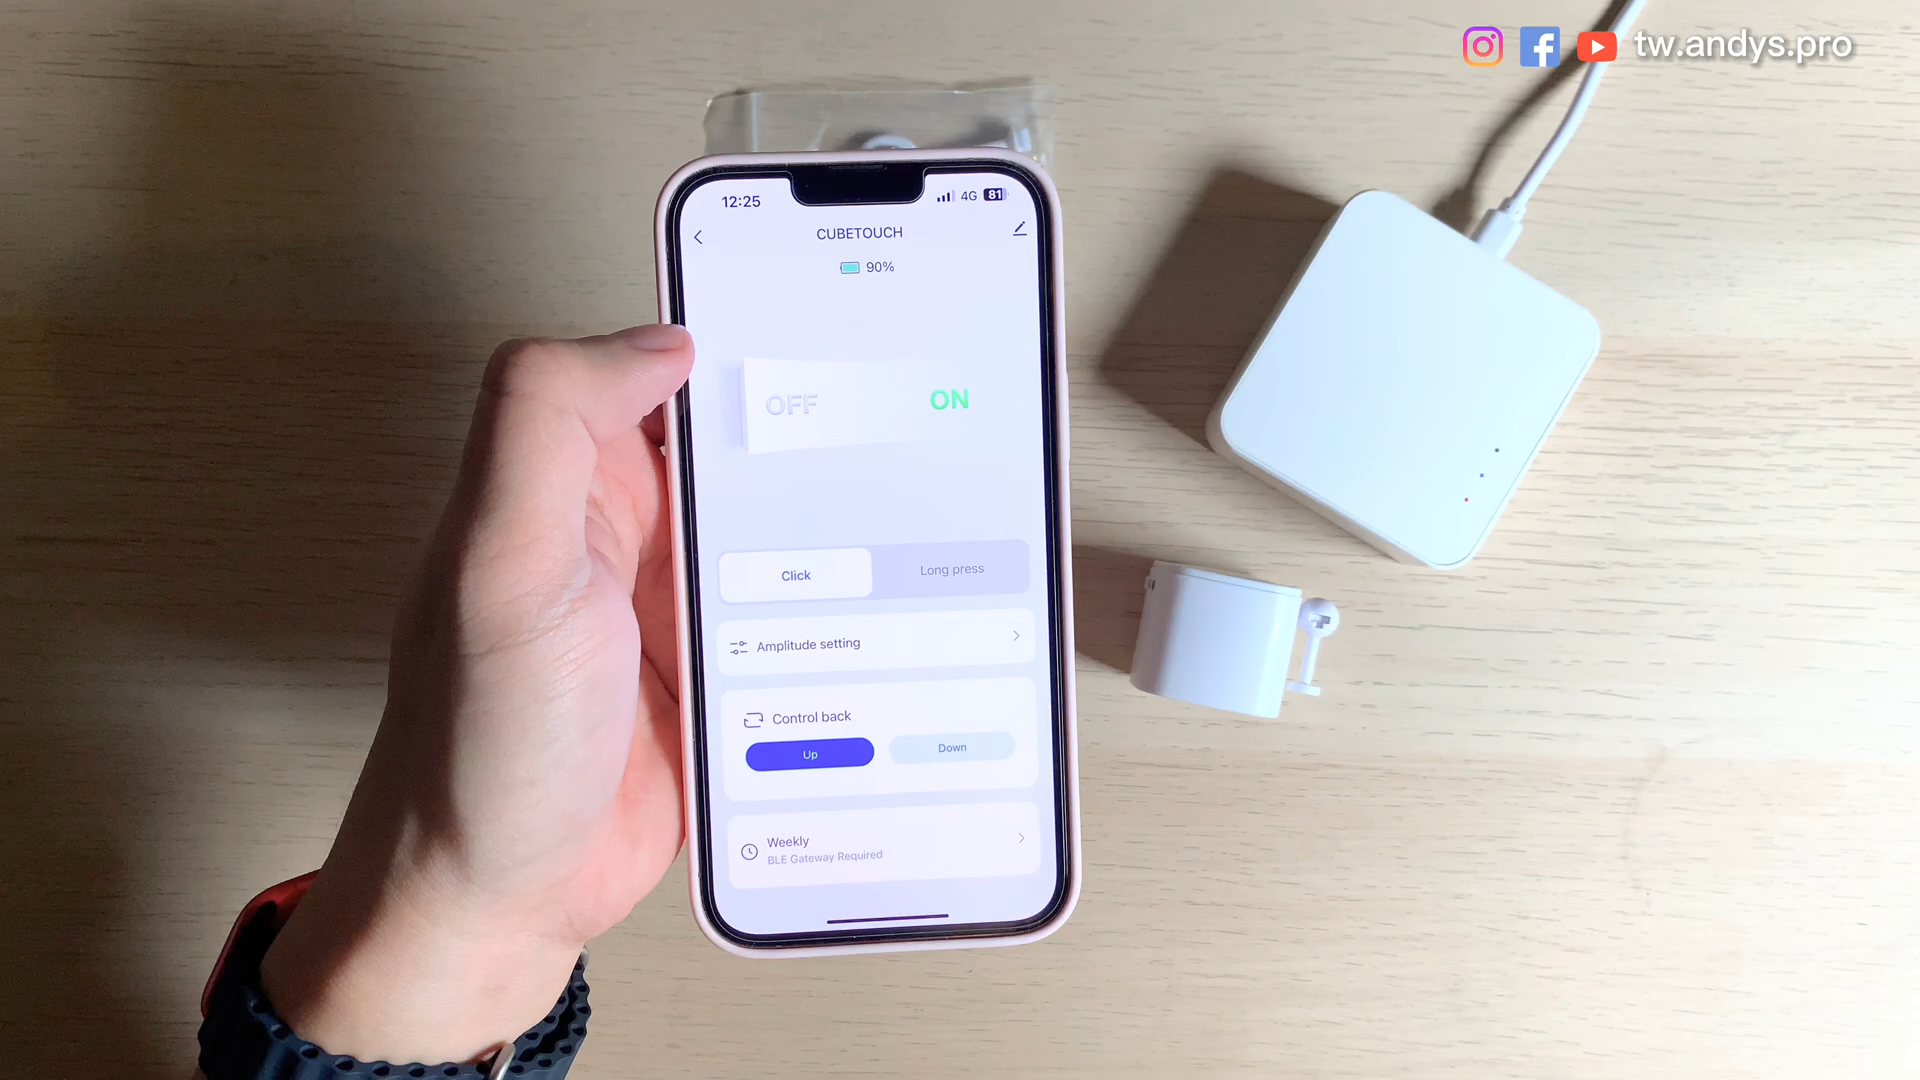 tw.andys.pro
12:25
4G 81
CUBETOUCH
90%
OFF
ON
Click
Long press
Amplitude setting
Control back
Up
Down
Weekly
BLE Gateway Required